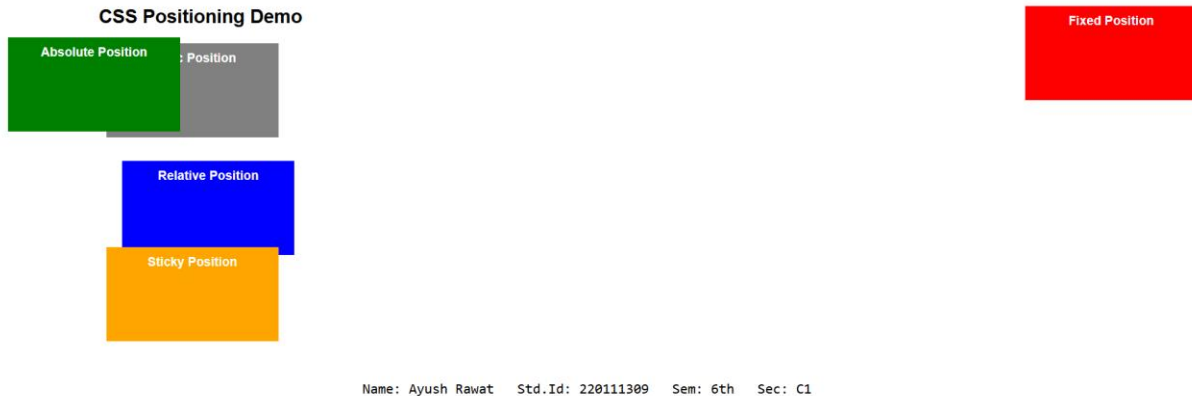 CSS Positioning Demo
Fixed Position
Absolute Position
c Position
Relative Position
Sticky Position
Name: Ayush Rawat Std.Id: 220111309 Sem: 6th Sec: C1